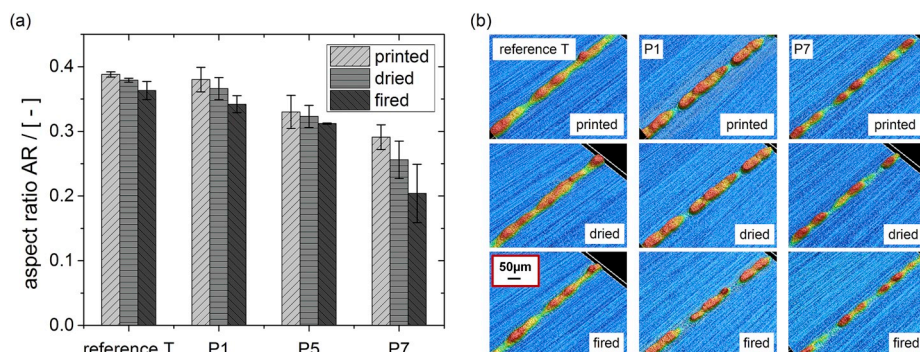 (a)
aspect ratio AR / [ - ]
0.4
0.3
0.2
0.1
0.0
printed
dried
fired
reference T
P1
P5
P7
(b)
reference T
P1
P7
printed
printed
printed
dried
dried
dried
50µm
fired
fired
fired